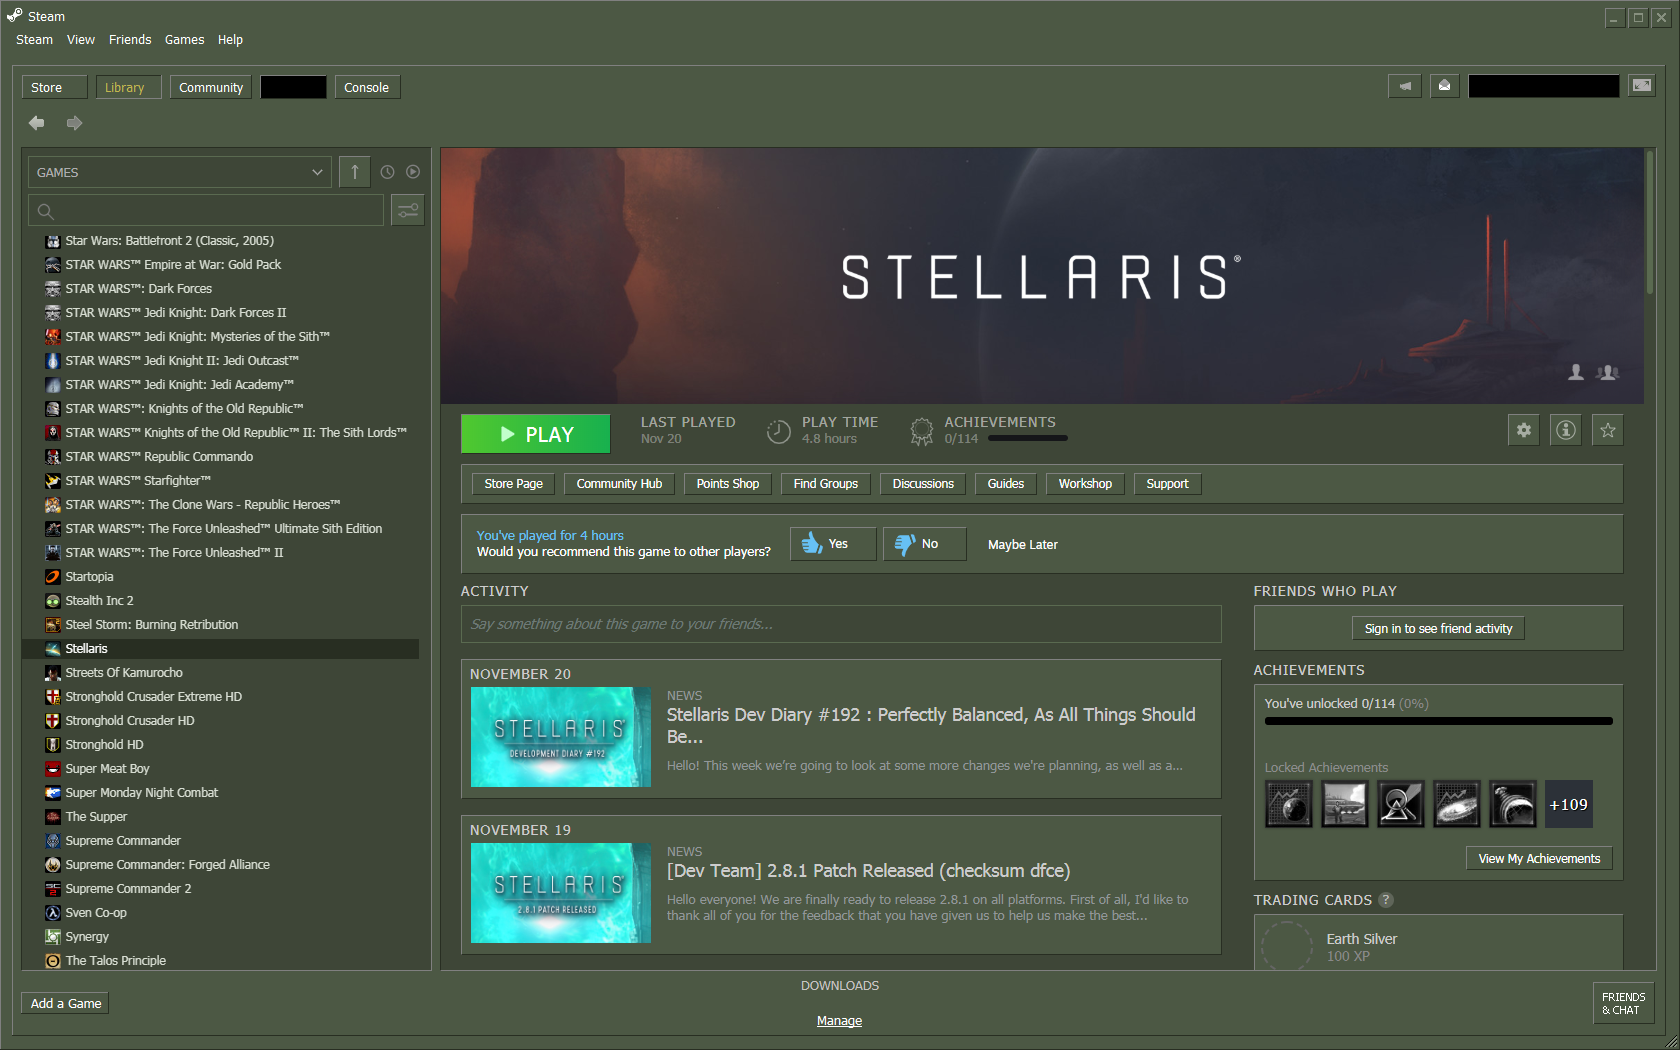 Steam
Steam View Friends Games Help
Store Library Community Console
GAMES
Star Wars: Battlefront 2 (Classic, 2005)
STAR WARS™ Empire at War: Gold Pack
STAR WARS™: Dark Forces
STAR WARS™ Jedi Knight: Dark Forces II
STAR WARS™ Jedi Knight: Mysteries of the Sith™
STAR WARS™ Jedi Knight II: Jedi Outcast™
STAR WARS™ Jedi Knight: Jedi Academy™
STAR WARS™: Knights of the Old Republic™
STAR WARS™ Knights of the Old Republic™ II: The Sith Lords™
STAR WARS™ Republic Commando
STAR WARS™ Starfighter™
STAR WARS™: The Clone Wars - Republic Heroes™
STAR WARS™: The Force Unleashed™ Ultimate Sith Edition
STAR WARS™: The Force Unleashed™ II
Startopia
Stealth Inc 2
Steel Storm: Burning Retribution
Stellaris
Streets Of Kamurocho
Stronghold Crusader Extreme HD
Stronghold Crusader HD
Stronghold HD
Super Meat Boy
Super Monday Night Combat
The Supper
Supreme Commander
Supreme Commander: Forged Alliance
Supreme Commander 2
Sven Co-op
Synergy
The Talos Principle
STELLARIS®
PLAY
LAST PLAYED
Nov 20
PLAY TIME
4.8 hours
ACHIEVEMENTS
0/114
Store Page Community Hub Points Shop Find Groups Discussions Guides Workshop Support
You've played for 4 hours
Would you recommend this game to other players?
Yes No Maybe Later
ACTIVITY
Say something about this game to your friends...
NOVEMBER 20
STELLARIS
DEVELOPMENT DIARY #192
NEWS
Stellaris Dev Diary #192 : Perfectly Balanced, As All Things Should
Be...
Hello! This week we're going to look at some more changes we're planning, as well as a...
NOVEMBER 19
STELLARIS
2.8.1 PATCH RELEASED
NEWS
[Dev Team] 2.8.1 Patch Released (checksum dfce)
Hello everyone! We are finally ready to release 2.8.1 on all platforms. First of all, I'd like to
thank all of you for the feedback that you have given us to help us make the best...
FRIENDS WHO PLAY
Sign in to see friend activity
ACHIEVEMENTS
You've unlocked 0/114 (0%)
Locked Achievements
+109
View My Achievements
TRADING CARDS ?
Earth Silver
100 XP
Add a Game
DOWNLOADS
Manage
FRIENDS
& CHAT